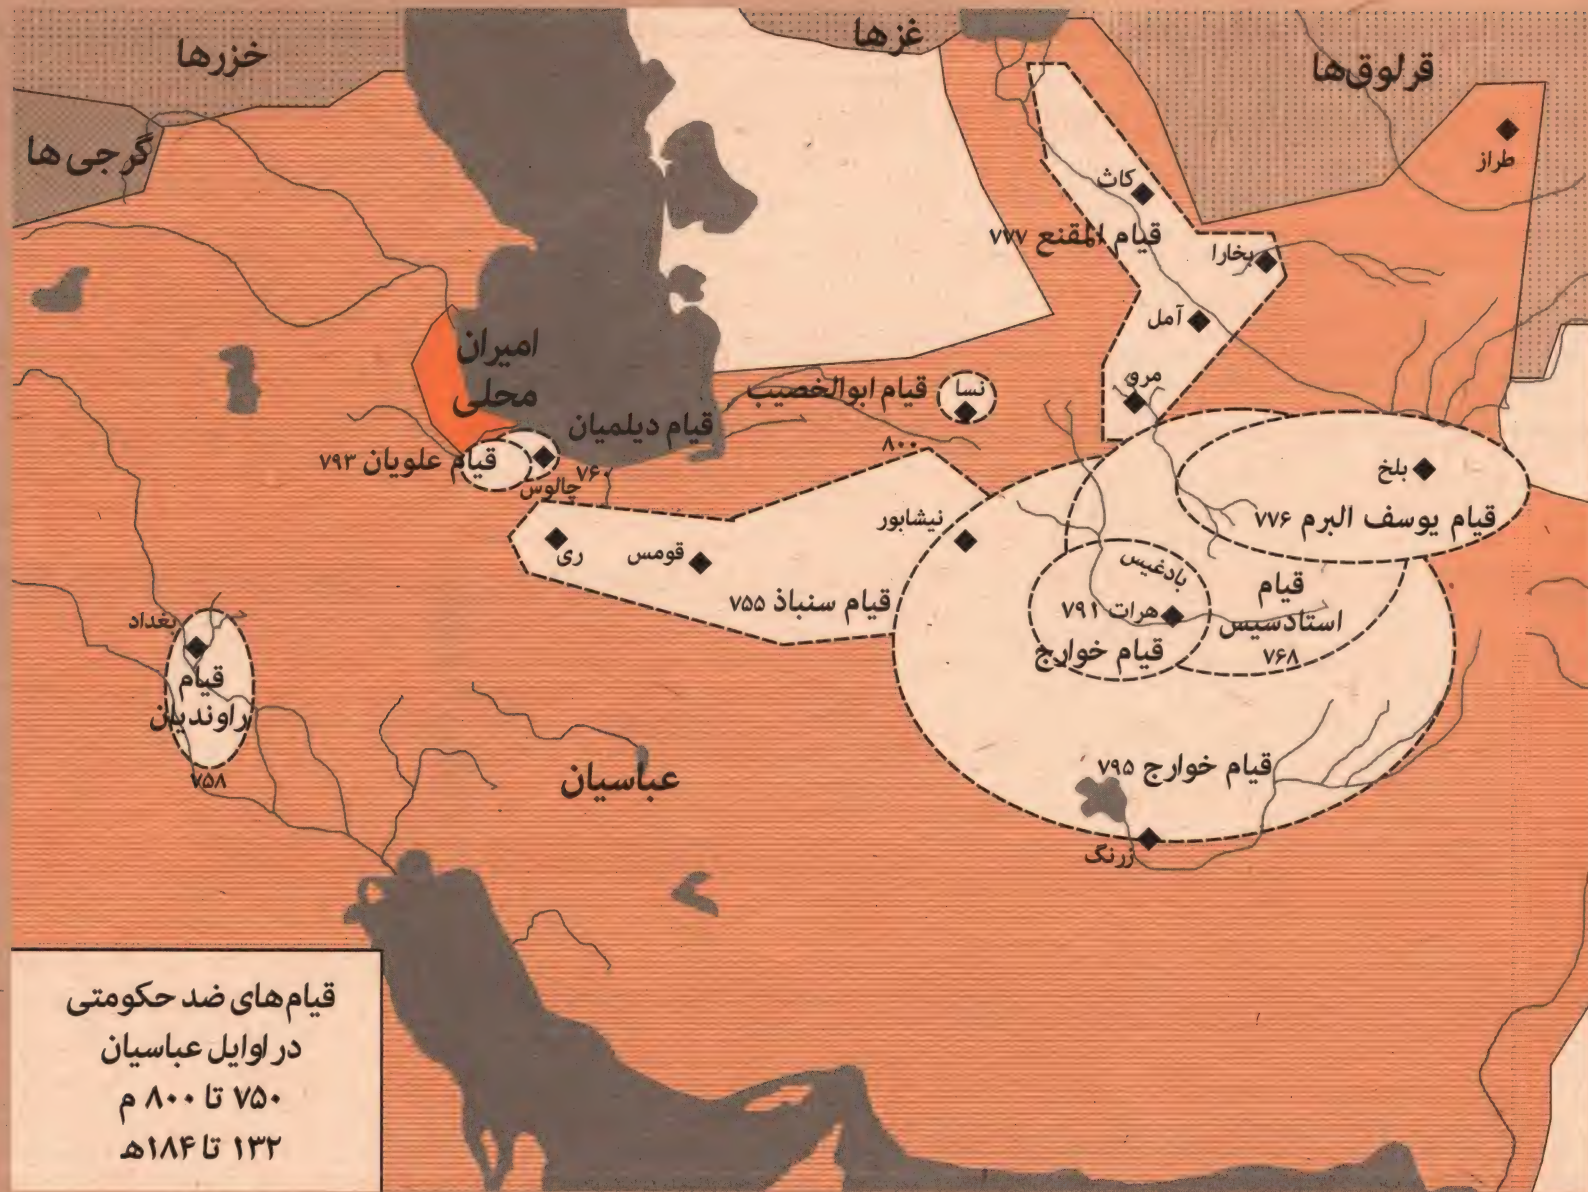 غزها
خزرها
قرلوق‌ها
گرجی ها
طراز
کاث
قیام المقنع ۷۷۷
بخارا
آمل
امیران
محلی
مرو
قیام ابوالخصیب
نسا
۸۰۰
قیام دیلمیان
۷۶۰
قیام علویان ۷۹۳
چالوس
بلخ
قیام یوسف البرم ۷۷۶
نیشابور
ری
قومس
بادغیس
قیام
استادسیس
۷۶۸
قیام سنباذ ۷۵۵
هرات ۷۹۱
قیام خوارج
بغداد
قیام
راوندیان
۷۵۸
عباسیان
قیام خوارج ۷۹۵
زرنگ
قیام‌های ضد حکومتی
در اوایل عباسیان
۷۵۰ تا ۸۰۰ م
۱۳۲ تا ۱۸۴ه